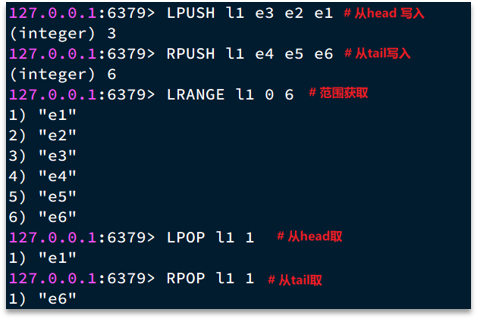 127.0.0.1:6379> LPUSH l1 e3 e2 e1 # 从head 写入
(integer) 3
127.0.0.1:6379> RPUSH l1 e4 e5 e6 # 从tail写入
(integer) 6
127.0.0.1:6379> LRANGE l1 0 6 # 范围获取
1) "e1"
2) "e2"
3) "e3"
4) "e4"
5) "e5"
6) "e6"
127.0.0.1:6379> LPOP l1 1 # 从head取
1) "e1"
127.0.0.1:6379> RPOP l1 1 # 从tail取
1) "e6"